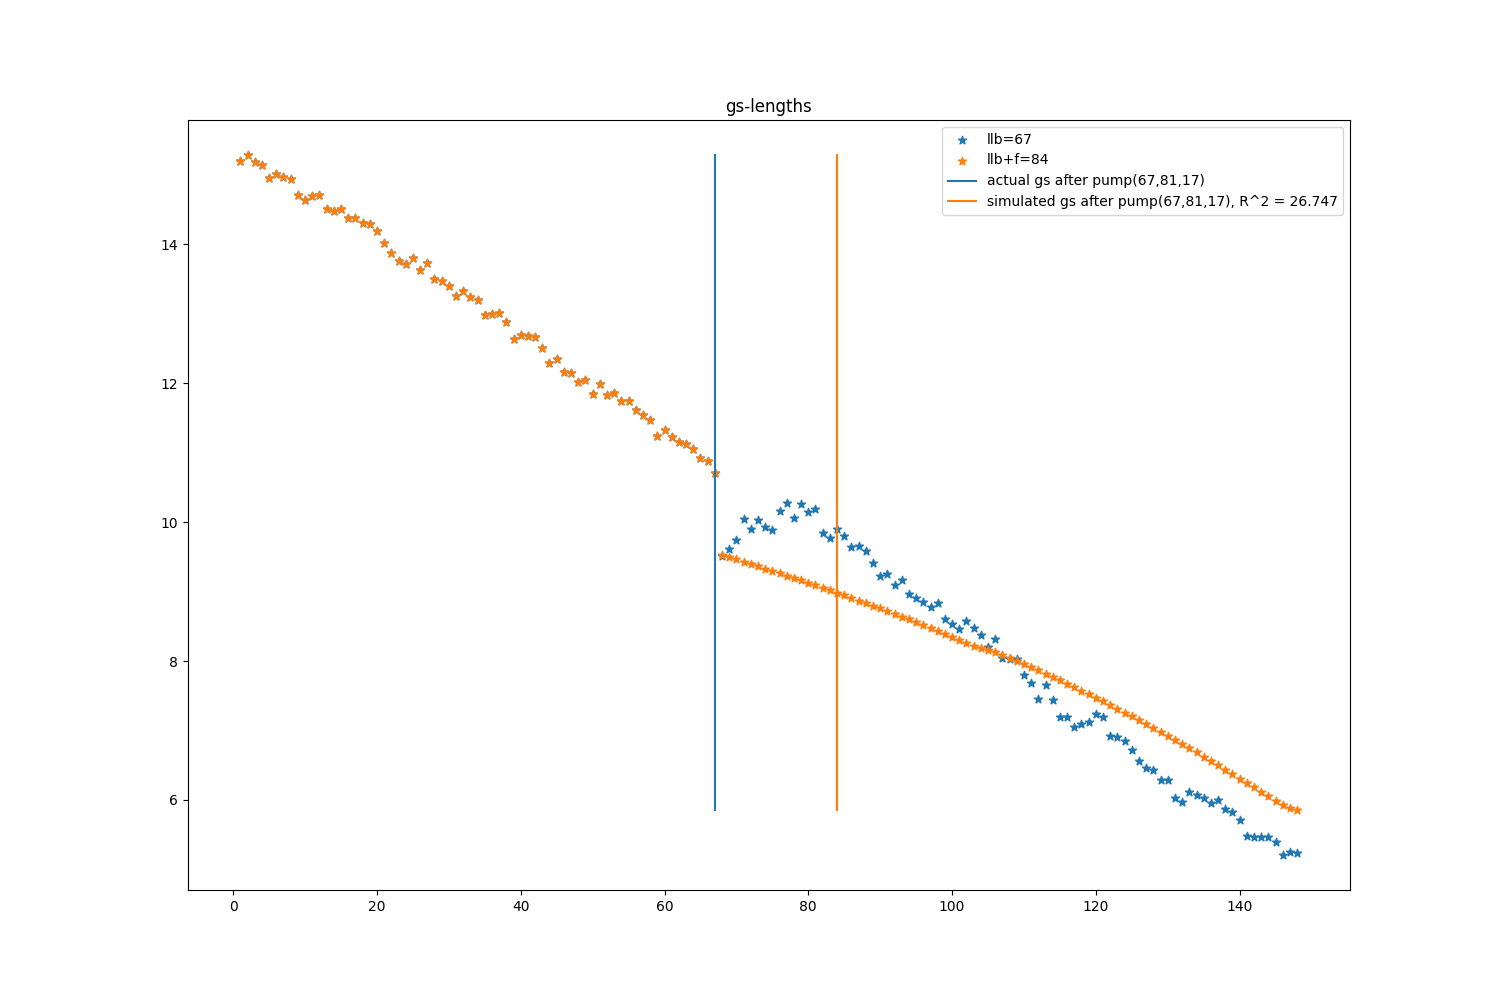 gs-lengths
llb=67
llb+f=84
actual gs after pump(67,81,17)
simulated gs after pump(67,81,17), R^2 = 26.747
14
12
10
8
6
0 20 40 60 80 100 120 140